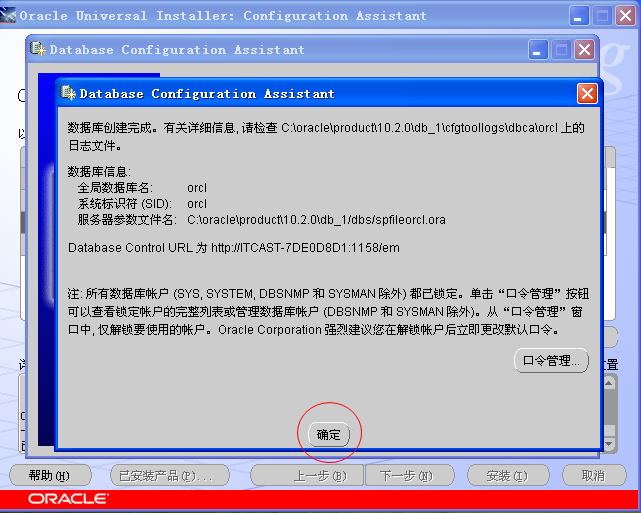 Oracle Universal Installer: Configuration Assistant
Database Configuration Assistant
Database Configuration Assistant
数据库创建完成。有关详细信息, 请检查 C:\oracle\product\10.2.0\db_1\cfgtoollogs\dbca\orcl 上的
日志文件。
数据库信息:
全局数据库名: orcl
系统标识符 (SID): orcl
服务器参数文件名: C:\oracle\product\10.2.0\db_1/dbs/spfileorcl.ora
Database Control URL 为 http://ITCAST-7DE0D8D1:1158/em
注: 所有数据库帐户 (SYS, SYSTEM, DBSNMP 和 SYSMAN 除外) 都已锁定。单击“口令管理”按钮
可以查看锁定帐户的完整列表或管理数据库帐户 (DBSNMP 和 SYSMAN 除外)。从“口令管理”窗
口中, 仅解锁要使用的帐户。Oracle Corporation 强烈建议您在解锁帐户后立即更改默认口令。
口令管理...
确定
帮助(H) 已安装产品(P)... 上一步(B) 下一步(N) 安装(I) 取消
ORACLE